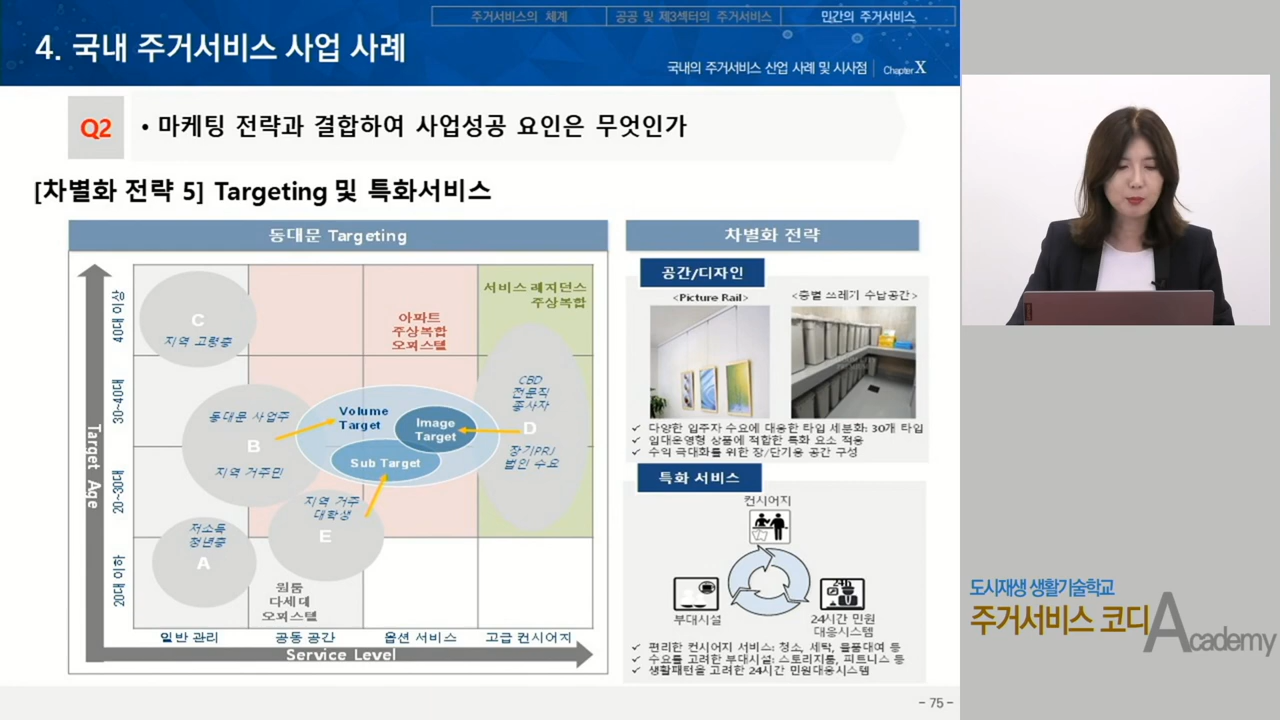 주거서비스의 체계
공공 및 제3섹터의 주거서비스
민간의 주거서비스
4. 국내 주거서비스 사업 사례
국내의 주거서비스 산업 사례 및 시사점
Chapter X
Q2
• 마케팅 전략과 결합하여 사업성공 요인은 무엇인가
[차별화 전략 5] Targeting 및 특화서비스
동대문 Targeting
Target Age
40대 이상
30~40대
20~30대
20대 이하
C
지역 고령층
아파트
주상복합
오피스텔
서비스 레지던스
주상복합
동대문 사업주
B
지역 거주민
Volume
Target
Image
Target
Sub Target
CBD
전문직
종사자
D
장기PRJ
법인 수요
지역 거주
대학생
E
저소득
청년층
A
원룸
다세대
오피스텔
일반 관리
공동 공간
옵션 서비스
고급 컨시어지
Service Level
차별화 전략
공간/디자인
<Picture Rail>
<층별 쓰레기 수납공간>
✓ 다양한 입주자 수요에 대응한 타입 세분화: 30개 타입
✓ 임대운영형 상품에 적합한 특화 요소 적용
✓ 수익 극대화를 위한 장/단기용 공간 구성
특화 서비스
컨시어지
24h
부대시설
24시간 민원
대응시스템
✓ 편리한 컨시어지 서비스: 청소, 세탁, 물품대여 등
✓ 수요를 고려한 부대시설: 스토리지룸, 피트니스 등
✓ 생활패턴을 고려한 24시간 민원대응시스템
- 75 -
도시재생 생활기술학교
주거서비스 코디
Academy